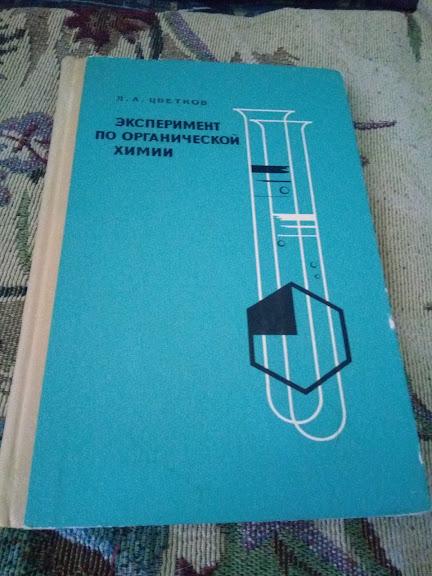 Л. А. ЦВЕТКОВ
ЭКСПЕРИМЕНТ
ПО ОРГАНИЧЕСКОЙ
ХИМИИ